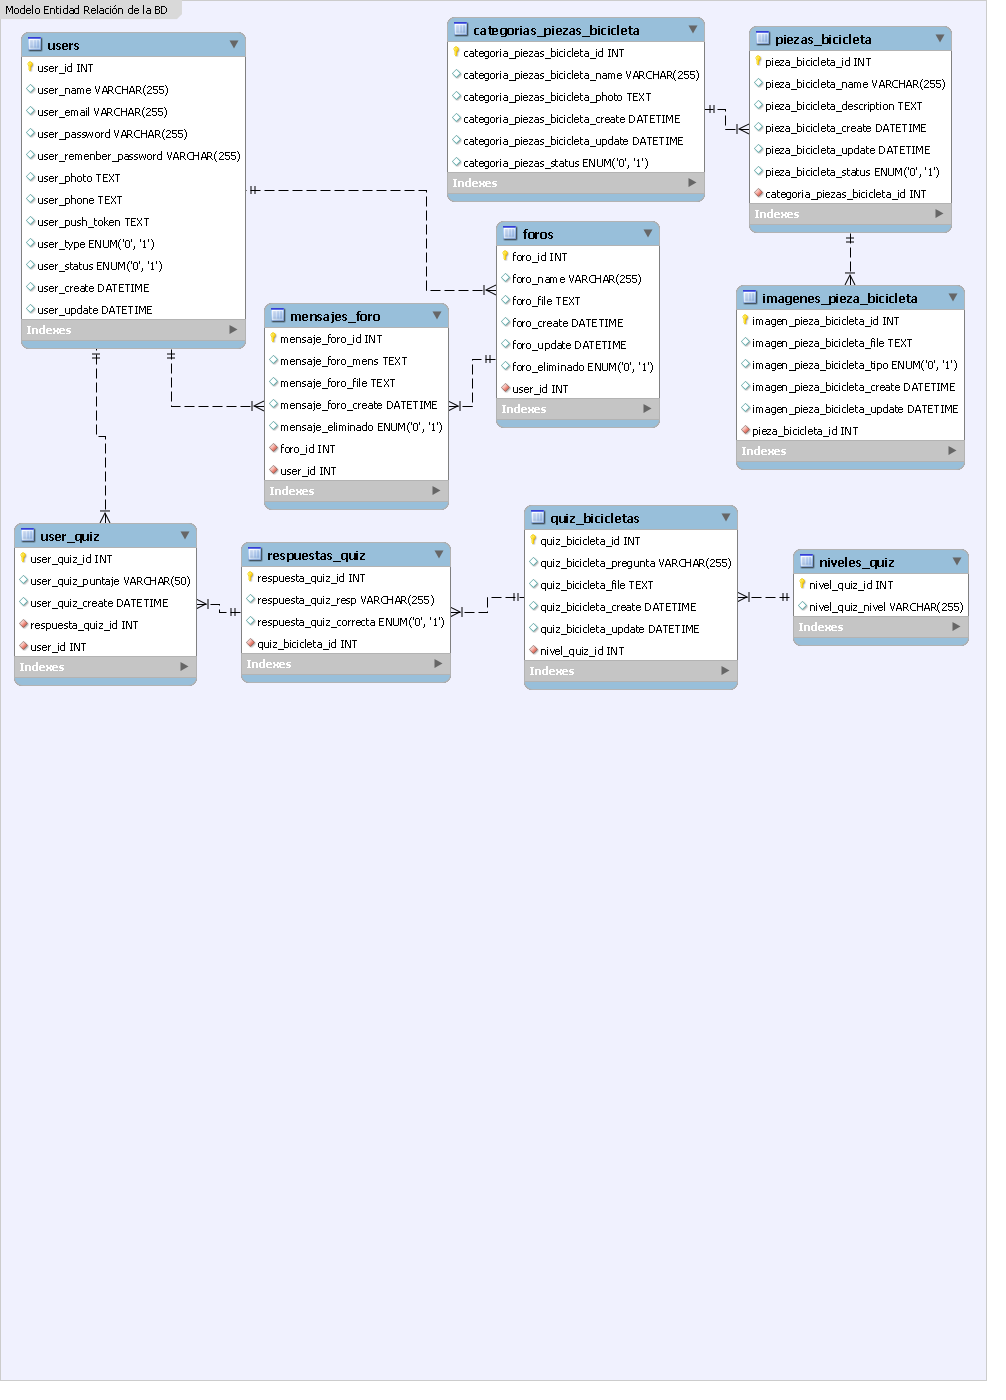 Modelo Entidad Relación de la BD
users
user_id INT
user_name VARCHAR(255)
user_email VARCHAR(255)
user_password VARCHAR(255)
user_remenber_password VARCHAR(255)
user_photo TEXT
user_phone TEXT
user_push_token TEXT
user_type ENUM('0', '1')
user_status ENUM('0', '1')
user_create DATETIME
user_update DATETIME
Indexes
categorias_piezas_bicicleta
categoria_piezas_bicicleta_id INT
categoria_piezas_bicicleta_name VARCHAR(255)
categoria_piezas_bicicleta_photo TEXT
categoria_piezas_bicicleta_create DATETIME
categoria_piezas_bicicleta_update DATETIME
categoria_piezas_status ENUM('0', '1')
Indexes
piezas_bicicleta
pieza_bicicleta_id INT
pieza_bicicleta_name VARCHAR(255)
pieza_bicicleta_description TEXT
pieza_bicicleta_create DATETIME
pieza_bicicleta_update DATETIME
pieza_bicicleta_status ENUM('0', '1')
categoria_piezas_bicicleta_id INT
Indexes
foros
foro_id INT
foro_name VARCHAR(255)
foro_file TEXT
foro_create DATETIME
foro_update DATETIME
foro_eliminado ENUM('0', '1')
user_id INT
Indexes
mensajes_foro
mensaje_foro_id INT
mensaje_foro_mens TEXT
mensaje_foro_file TEXT
mensaje_foro_create DATETIME
mensaje_eliminado ENUM('0', '1')
foro_id INT
user_id INT
Indexes
imagenes_pieza_bicicleta
imagen_pieza_bicicleta_id INT
imagen_pieza_bicicleta_file TEXT
imagen_pieza_bicicleta_tipo ENUM('0', '1')
imagen_pieza_bicicleta_create DATETIME
imagen_pieza_bicicleta_update DATETIME
pieza_bicicleta_id INT
Indexes
user_quiz
user_quiz_id INT
user_quiz_puntaje VARCHAR(50)
user_quiz_create DATETIME
respuesta_quiz_id INT
user_id INT
Indexes
respuestas_quiz
respuesta_quiz_id INT
respuesta_quiz_resp VARCHAR(255)
respuesta_quiz_correcta ENUM('0', '1')
quiz_bicicleta_id INT
Indexes
quiz_bicicletas
quiz_bicicleta_id INT
quiz_bicicleta_pregunta VARCHAR(255)
quiz_bicicleta_file TEXT
quiz_bicicleta_create DATETIME
quiz_bicicleta_update DATETIME
nivel_quiz_id INT
Indexes
niveles_quiz
nivel_quiz_id INT
nivel_quiz_nivel VARCHAR(255)
Indexes